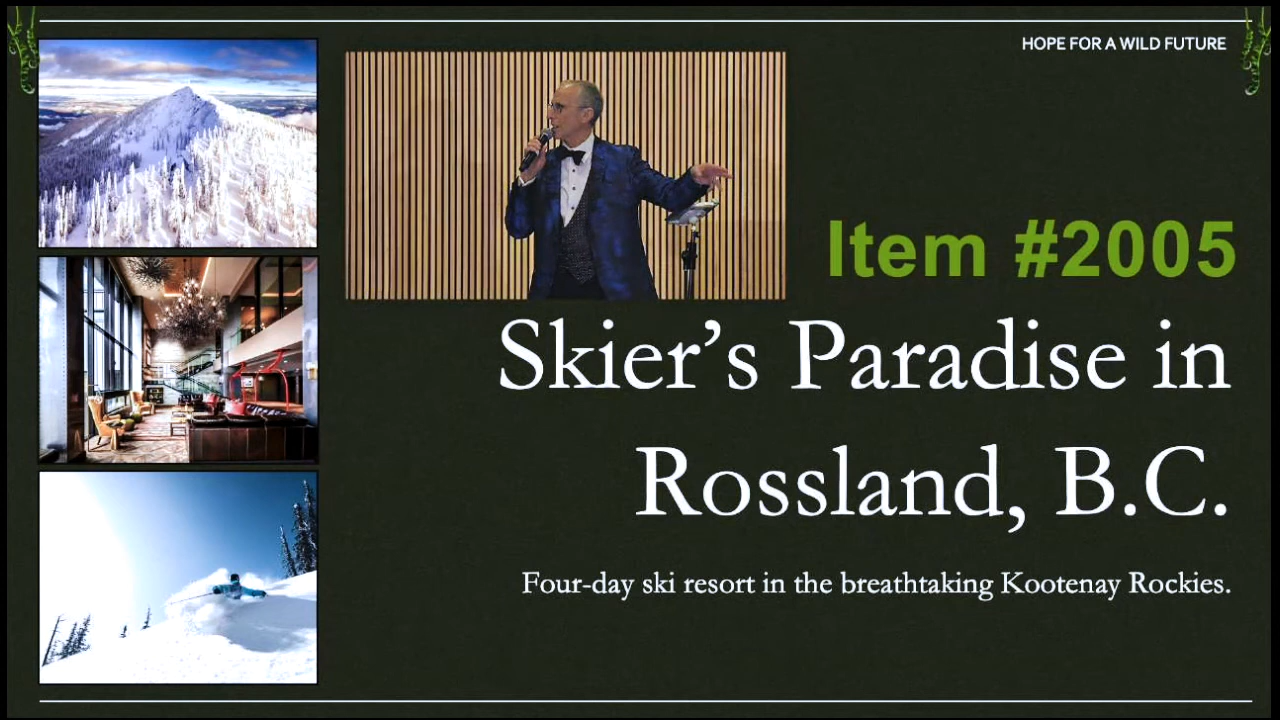 HOPE FOR A WILD FUTURE
Item #2005
Skier’s Paradise in
Rossland, B.C.
Four-day ski resort in the breathtaking Kootenay Rockies.